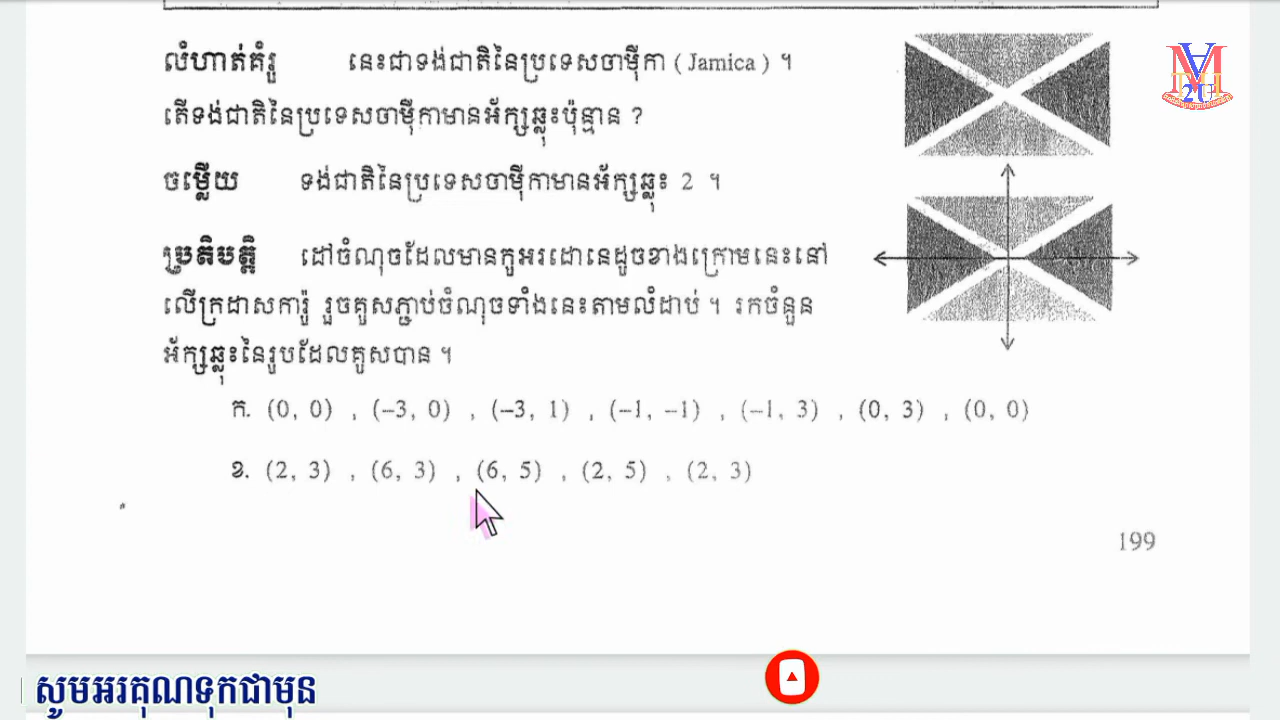 លំហាត់គំរូ នេះជាទង់ជាតិនៃប្រទេសចាម៉ីកា ( Jamica ) ។
តើទង់ជាតិនៃប្រទេសចាម៉ីកាមានអ័ក្សឆ្លុះប៉ុន្មាន ?
ចម្លើយ ទង់ជាតិនៃប្រទេសចាម៉ីកាមានអ័ក្សឆ្លុះ 2 ។
ប្រតិបត្តិ ដៅចំណុចដែលមានកូអរដោនេដូចខាងក្រោមនេះនៅ
លើក្រដាសការ៉ូ រួចគូសភ្ជាប់ចំណុចទាំងនេះតាមលំដាប់ ។ រកចំនួន
អ័ក្សឆ្លុះនៃរូបដែលគូសបាន ។
ក. (0, 0) , (–3, 0) , (–3, 1) , (–1, –1) , (–1, 3) , (0, 3) , (0, 0)
ខ. (2, 3) , (6, 3) , (6, 5) , (2, 5) , (2, 3)
199
សូមអរគុណទុកជាមុន